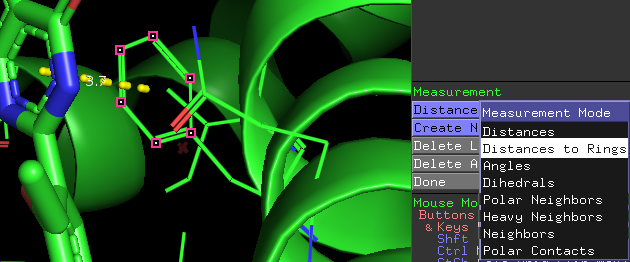 3.7
Measurement
Distance
Create N
Delete L
Delete A
Done
Mouse Mo
Buttons
& Keys
Shft
Ctrl
Measurement Mode
Distances
Distances to Rings
Angles
Dihedrals
Polar Neighbors
Heavy Neighbors
Neighbors
Polar Contacts